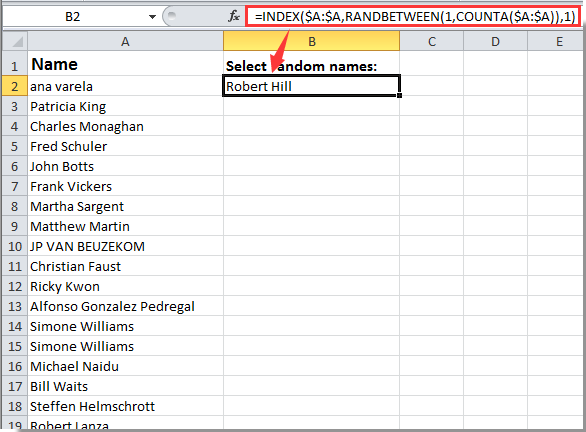 B2 fx =INDEX($A:$A,RANDBETWEEN(1,COUNTA($A:$A)),1)
A B C D E
1 Name Select random names:
2 ana varela Robert Hill
3 Patricia King
4 Charles Monaghan
5 Fred Schuler
6 John Botts
7 Frank Vickers
8 Martha Sargent
9 Matthew Martin
10 JP VAN BEUZEKOM
11 Christian Faust
12 Ricky Kwon
13 Alfonso Gonzalez Pedregal
14 Simone Williams
15 Simone Williams
16 Michael Naidu
17 Bill Waits
18 Steffen Helmschrott
19 Robert Lanza